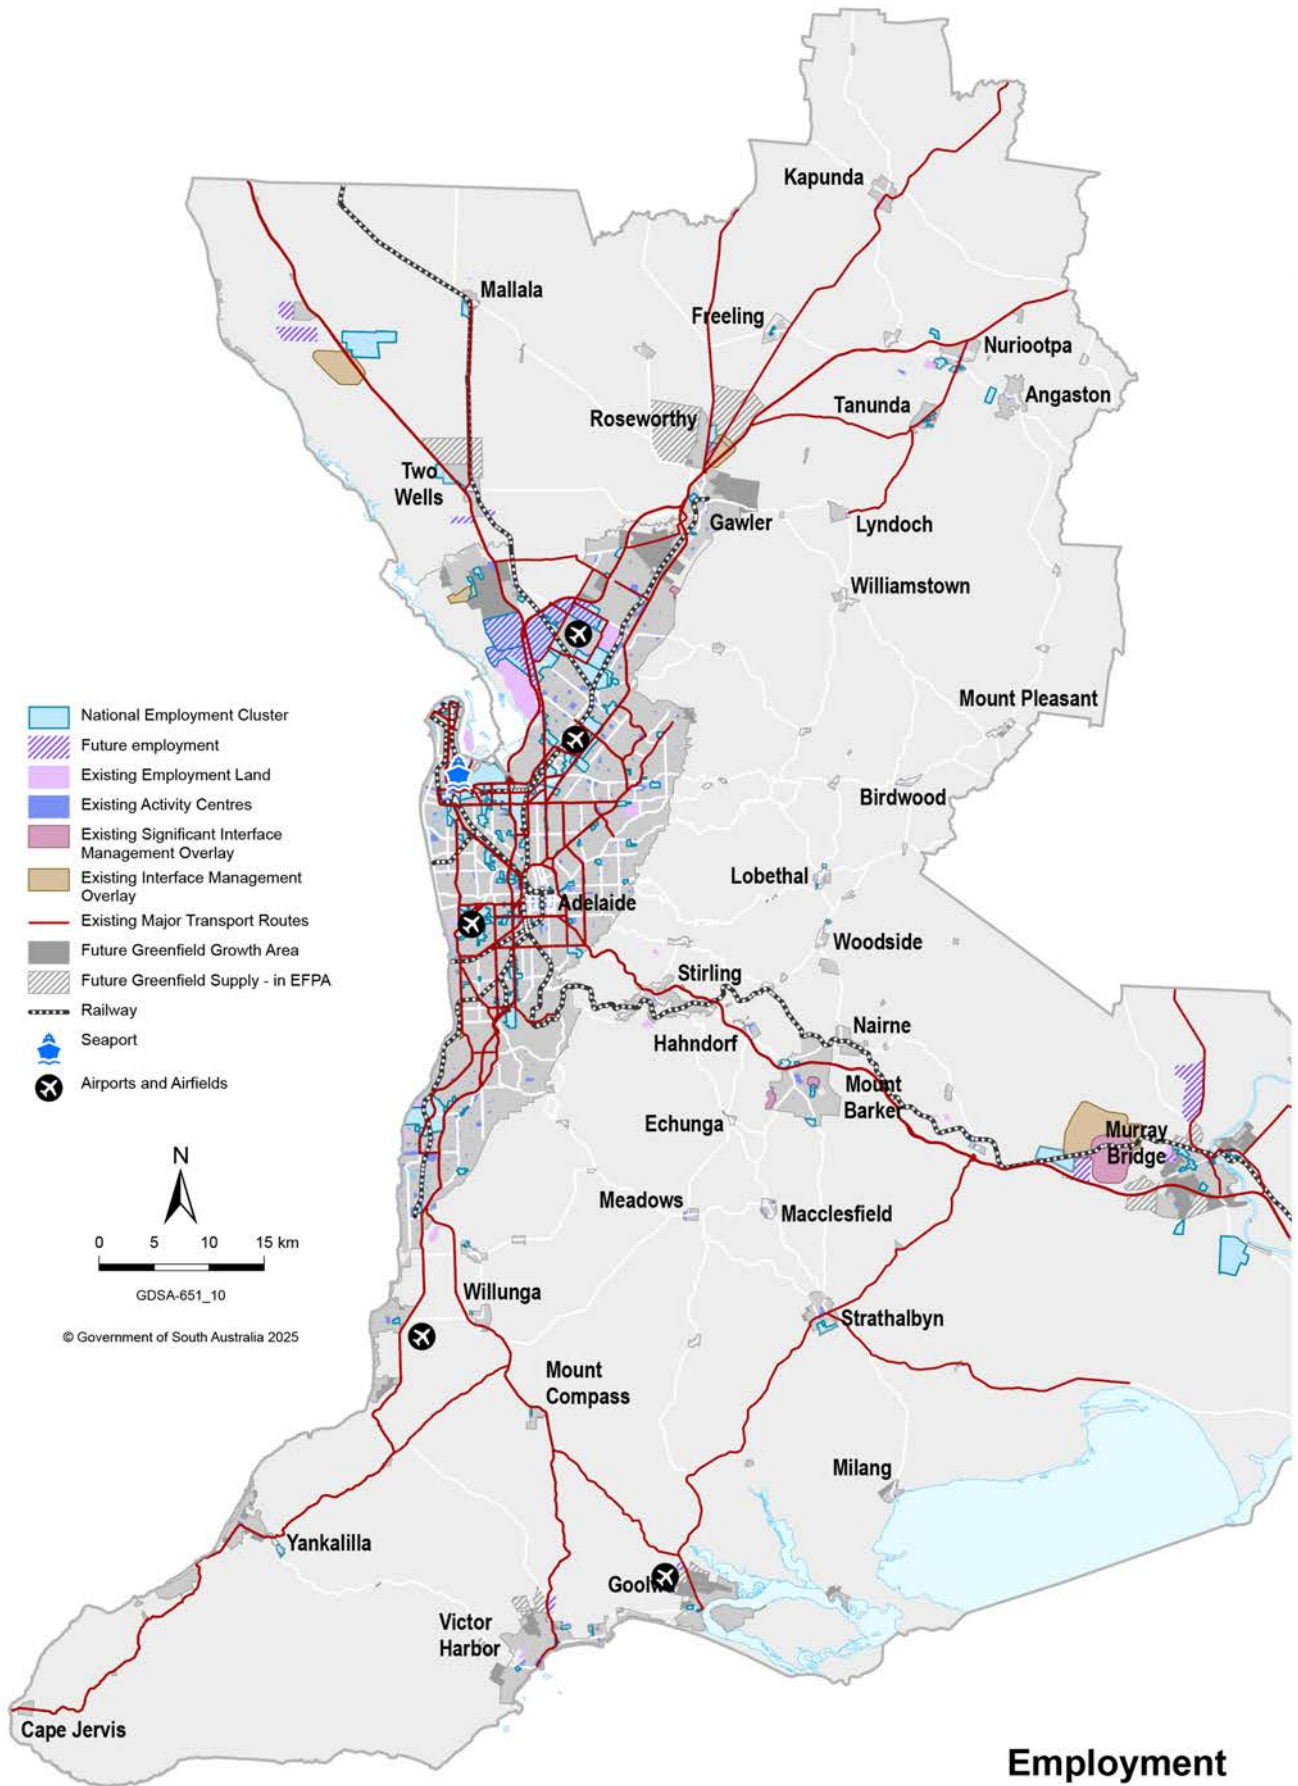 Kapunda
Mallala
Freeling
Nuriootpa
Angaston
Tanunda
Roseworthy
Two
Wells
Gawler
Lyndoch
Williamstown
Mount Pleasant
National Employment Cluster
Future employment
Existing Employment Land
Existing Activity Centres
Existing Significant Interface
Management Overlay
Existing Interface Management
Overlay
Existing Major Transport Routes
Future Greenfield Growth Area
Future Greenfield Supply - in EFPA
Railway
Seaport
Airports and Airfields
Birdwood
Lobethal
Adelaide
Woodside
Stirling
Hahndorf
Nairne
Mount
Barker
Echunga
Murray
Bridge
Meadows
Macclesfield
N
0 5 10 15 km
GDSA-651_10
© Government of South Australia 2025
Willunga
Strathalbyn
Mount
Compass
Milang
Yankalilla
Victor
Harbor
Cape Jervis
Employment